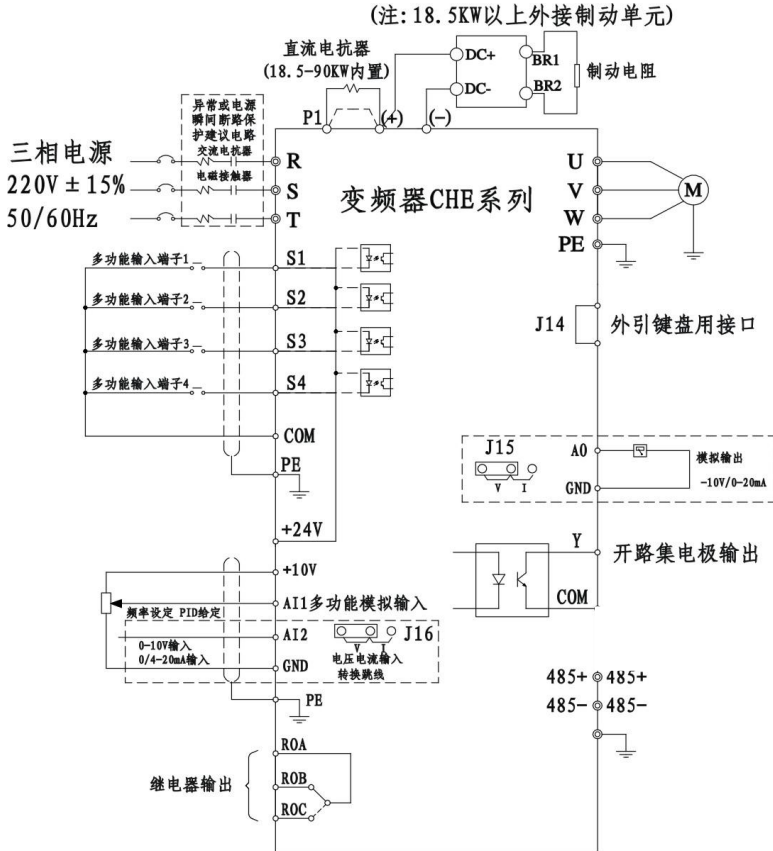 (注:18.5KW以上外接制动单元)
直流电抗器
(18.5-90KW内置)
DC+
BR1
DC-
BR2
制动电阻
P1
(+)
(-)
异常或电源
瞬间断路保
护建议电路
交流电抗器
电磁接触器
三相电源
220V±15%
50/60Hz
R
S
T
变频器CHE系列
U
V
W
PE
M
多功能输入端子1
S1
多功能输入端子2
S2
多功能输入端子3
S3
多功能输入端子4
S4
COM
PE
+24V
J14
外引键盘用接口
J15
V I
AO
GND
模拟输出
-10V/0-20mA
Y
COM
开路集电极输出
+10V
AI1多功能模拟输入
频率设定 PID给定
AI2
0-10V输入
0/4-20mA输入
GND
J16
V I
电压电流输入
转换跳线
PE
485+ 485+
485- 485-
继电器输出
ROA
ROB
ROC